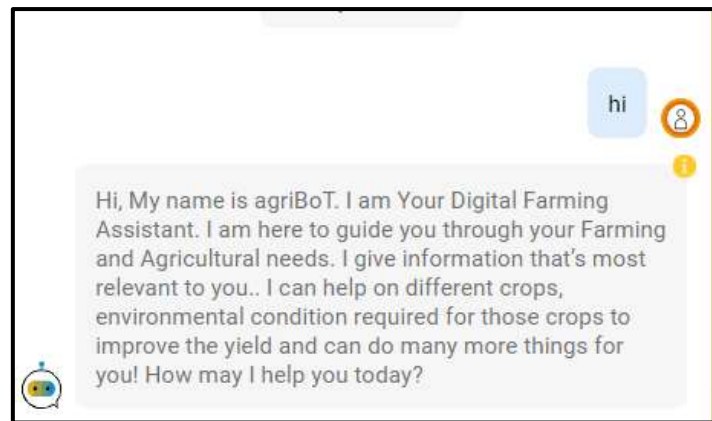 hi
Hi, My name is agriBoT. I am Your Digital Farming
Assistant. I am here to guide you through your Farming
and Agricultural needs. I give information that’s most
relevant to you.. I can help on different crops,
environmental condition required for those crops to
improve the yield and can do many more things for
you! How may I help you today?